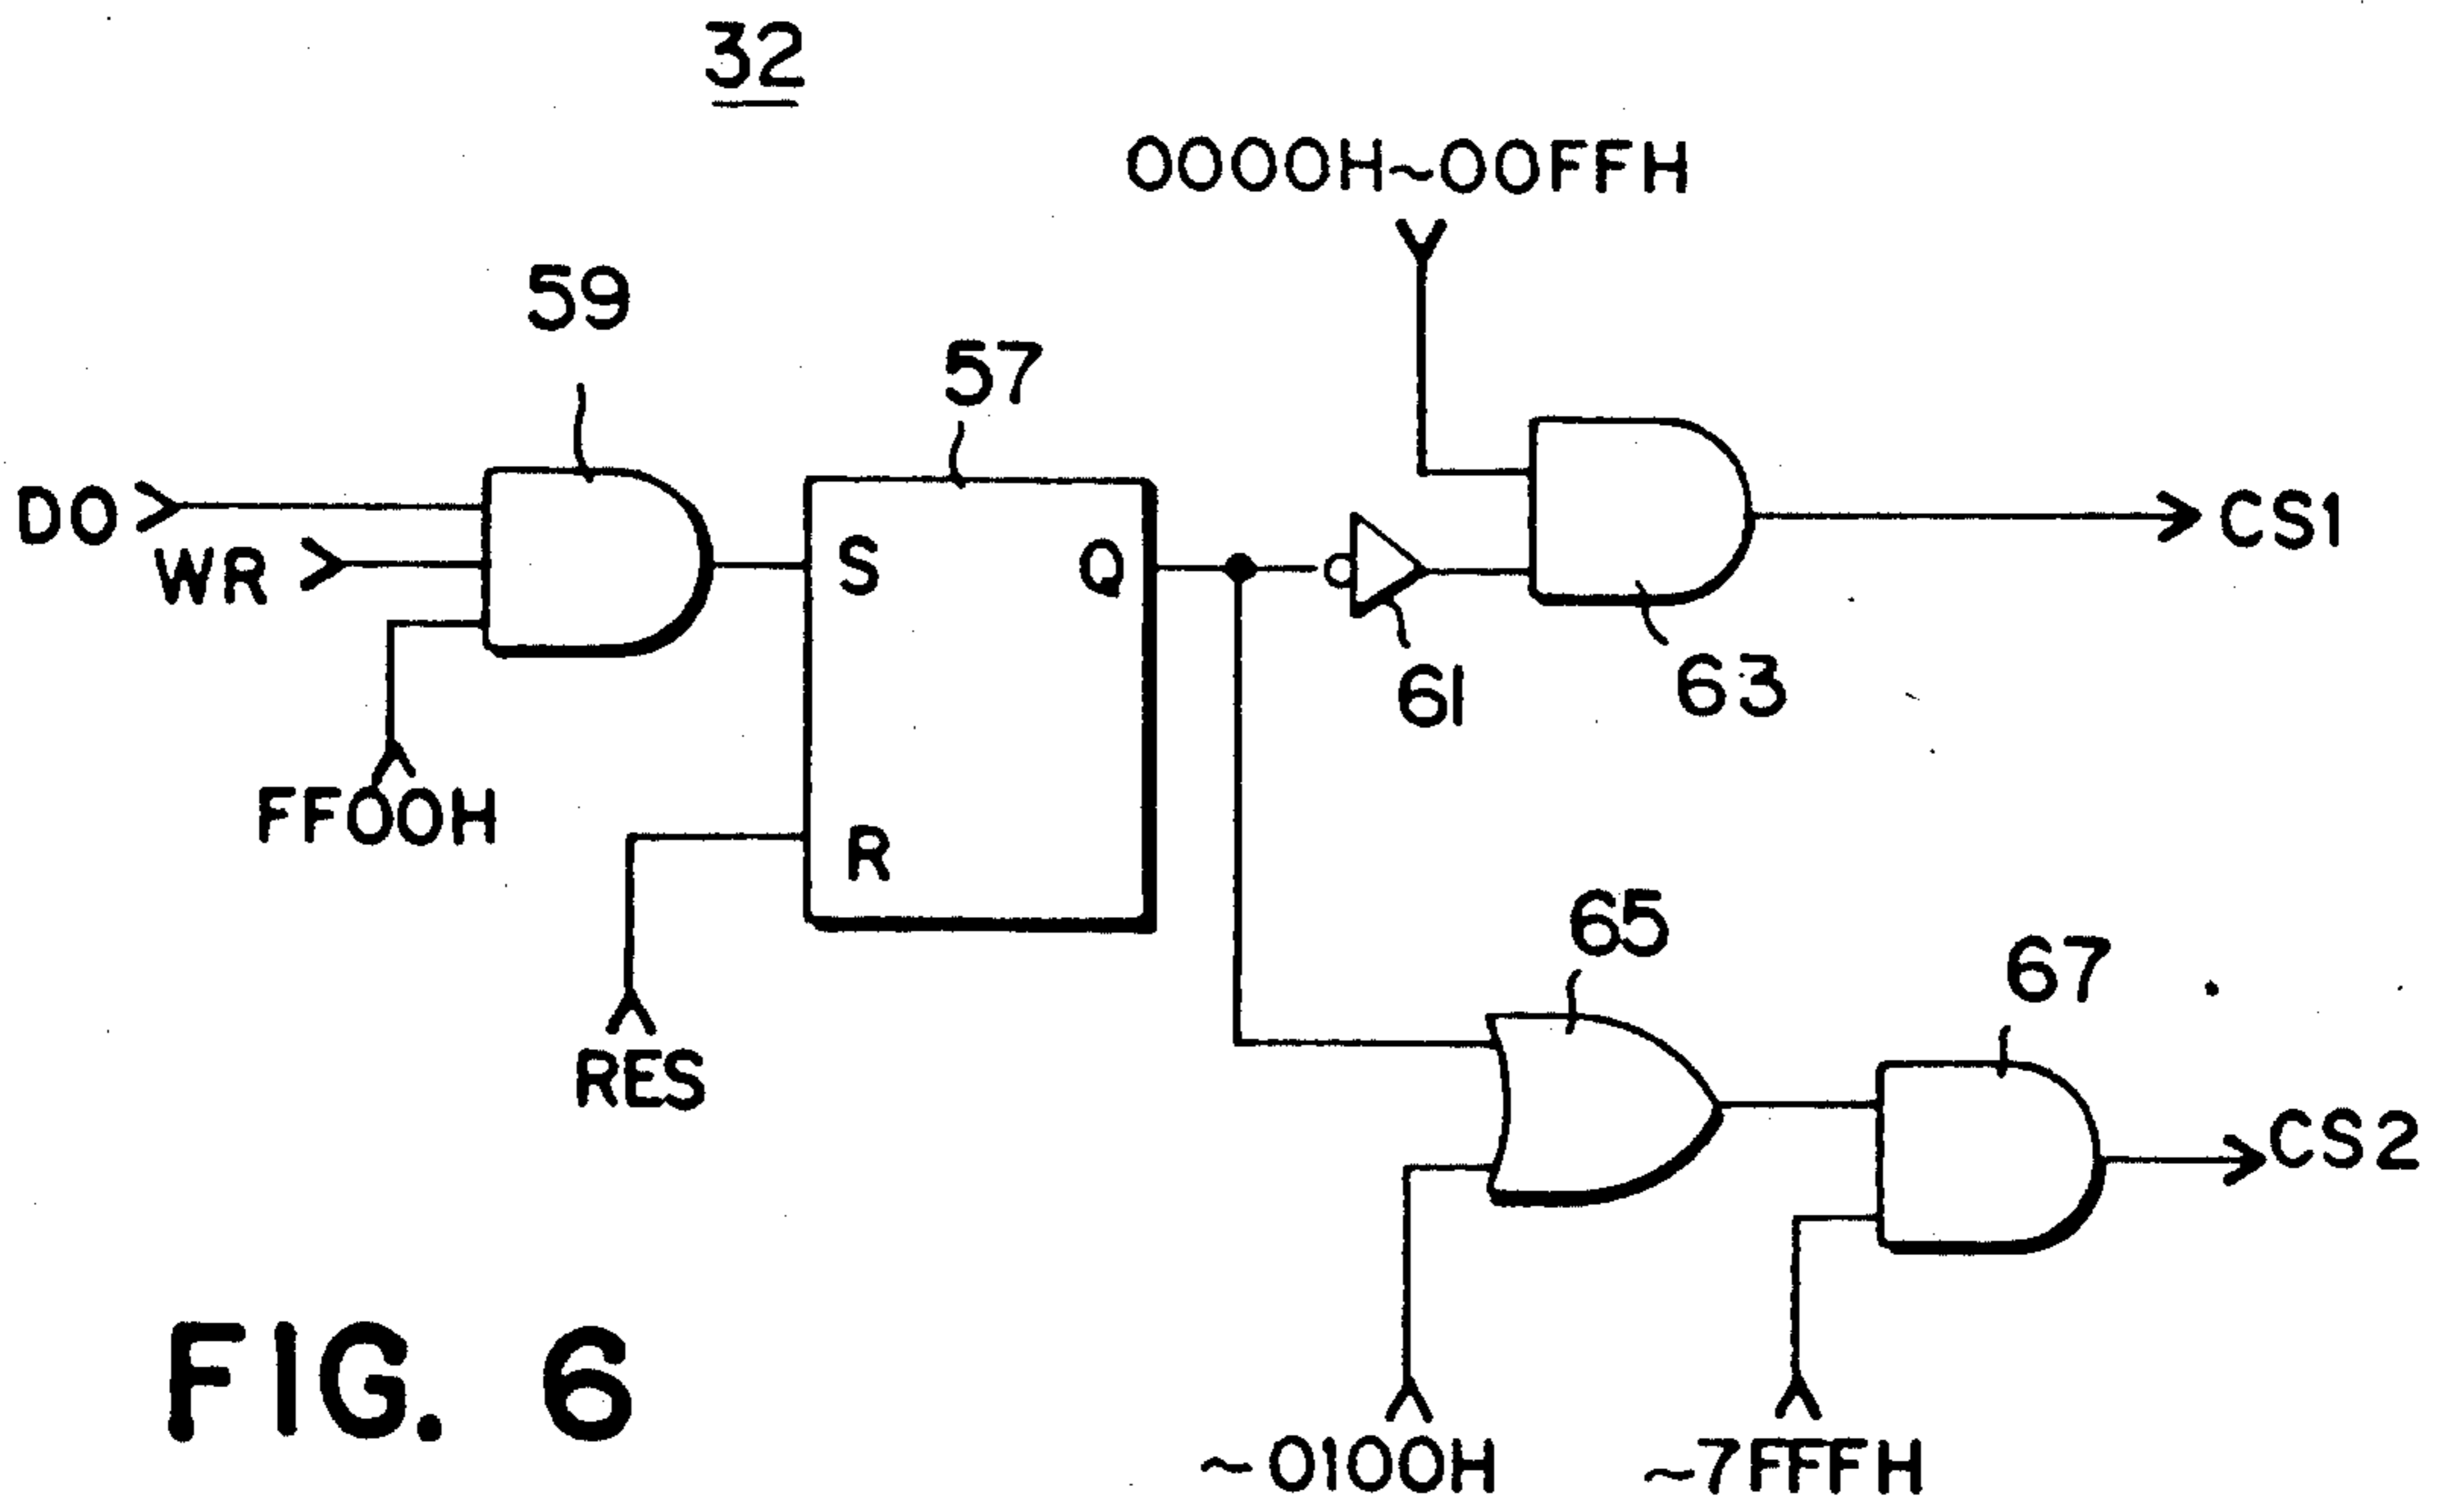 32
0000H~00FFH
59
57
DO
WR
S
Q
CS1
61
63
FF00H
R
RES
65
67
CS2
~0100H
~7FFFH
FIG. 6